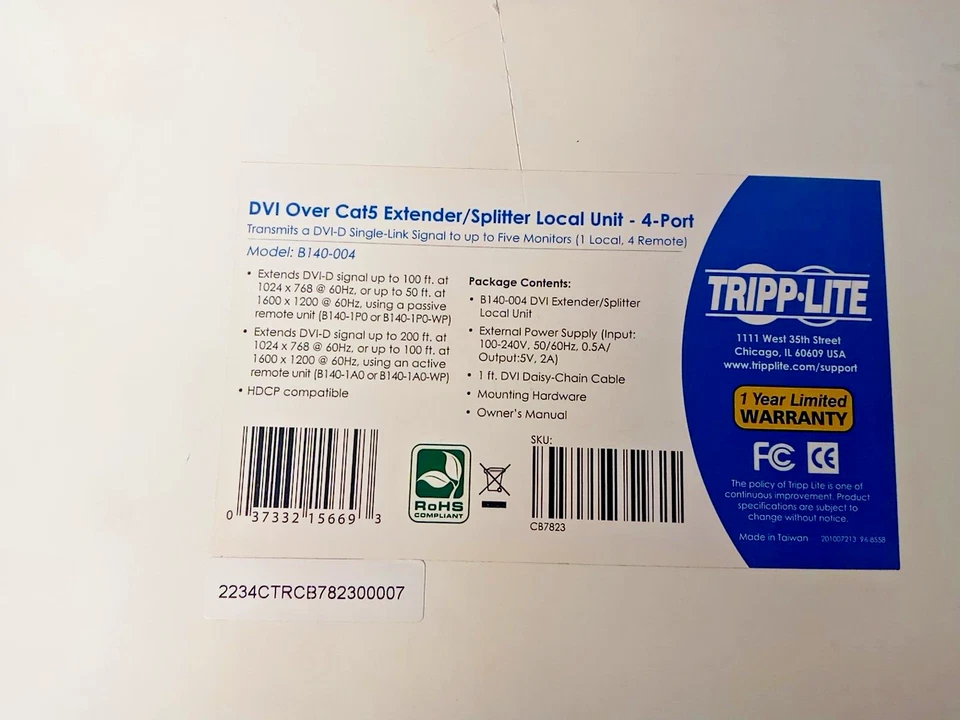 DVI Over Cat5 Extender/Splitter Local Unit - 4-Port
Transmits a DVI-D Single-Link Signal to up to Five Monitors (1 Local, 4 Remote)
Model: B140-004
• Extends DVI-D signal up to 100 ft. at
1024 x 768 @ 60Hz, or up to 50 ft. at
1600 x 1200 @ 60Hz, using a passive
remote unit (B140-1P0 or B140-1P0-WP)
• Extends DVI-D signal up to 200 ft. at
1024 x 768 @ 60Hz, or up to 100 ft. at
1600 x 1200 @ 60Hz, using an active
remote unit (B140-1A0 or B140-1A0-WP)
• HDCP compatible
Package Contents:
• B140-004 DVI Extender/Splitter
Local Unit
• External Power Supply (Input:
100-240V, 50/60Hz, 0.5A/
Output:5V, 2A)
• 1 ft. DVI Daisy-Chain Cable
• Mounting Hardware
• Owner's Manual
0 37332 15669 3
RoHS
COMPLIANT
SKU:
CB7823
TRIPP·LITE
1111 West 35th Street
Chicago, IL 60609 USA
www.tripplite.com/support
1 Year Limited
WARRANTY
FC CE
The policy of Tripp Lite is one of
continuous improvement. Product
specifications are subject to
change without notice.
Made in Taiwan 201007213 96 8558
2234CTRCB782300007